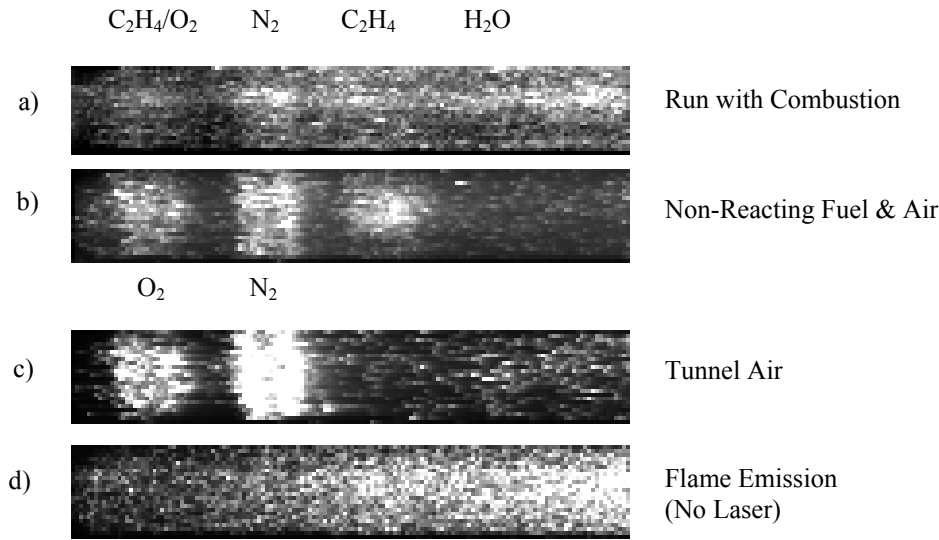 C₂H₄/O₂ N₂ C₂H₄ H₂O
a) Run with Combustion
b) Non-Reacting Fuel & Air
O₂ N₂
c) Tunnel Air
d) Flame Emission
(No Laser)